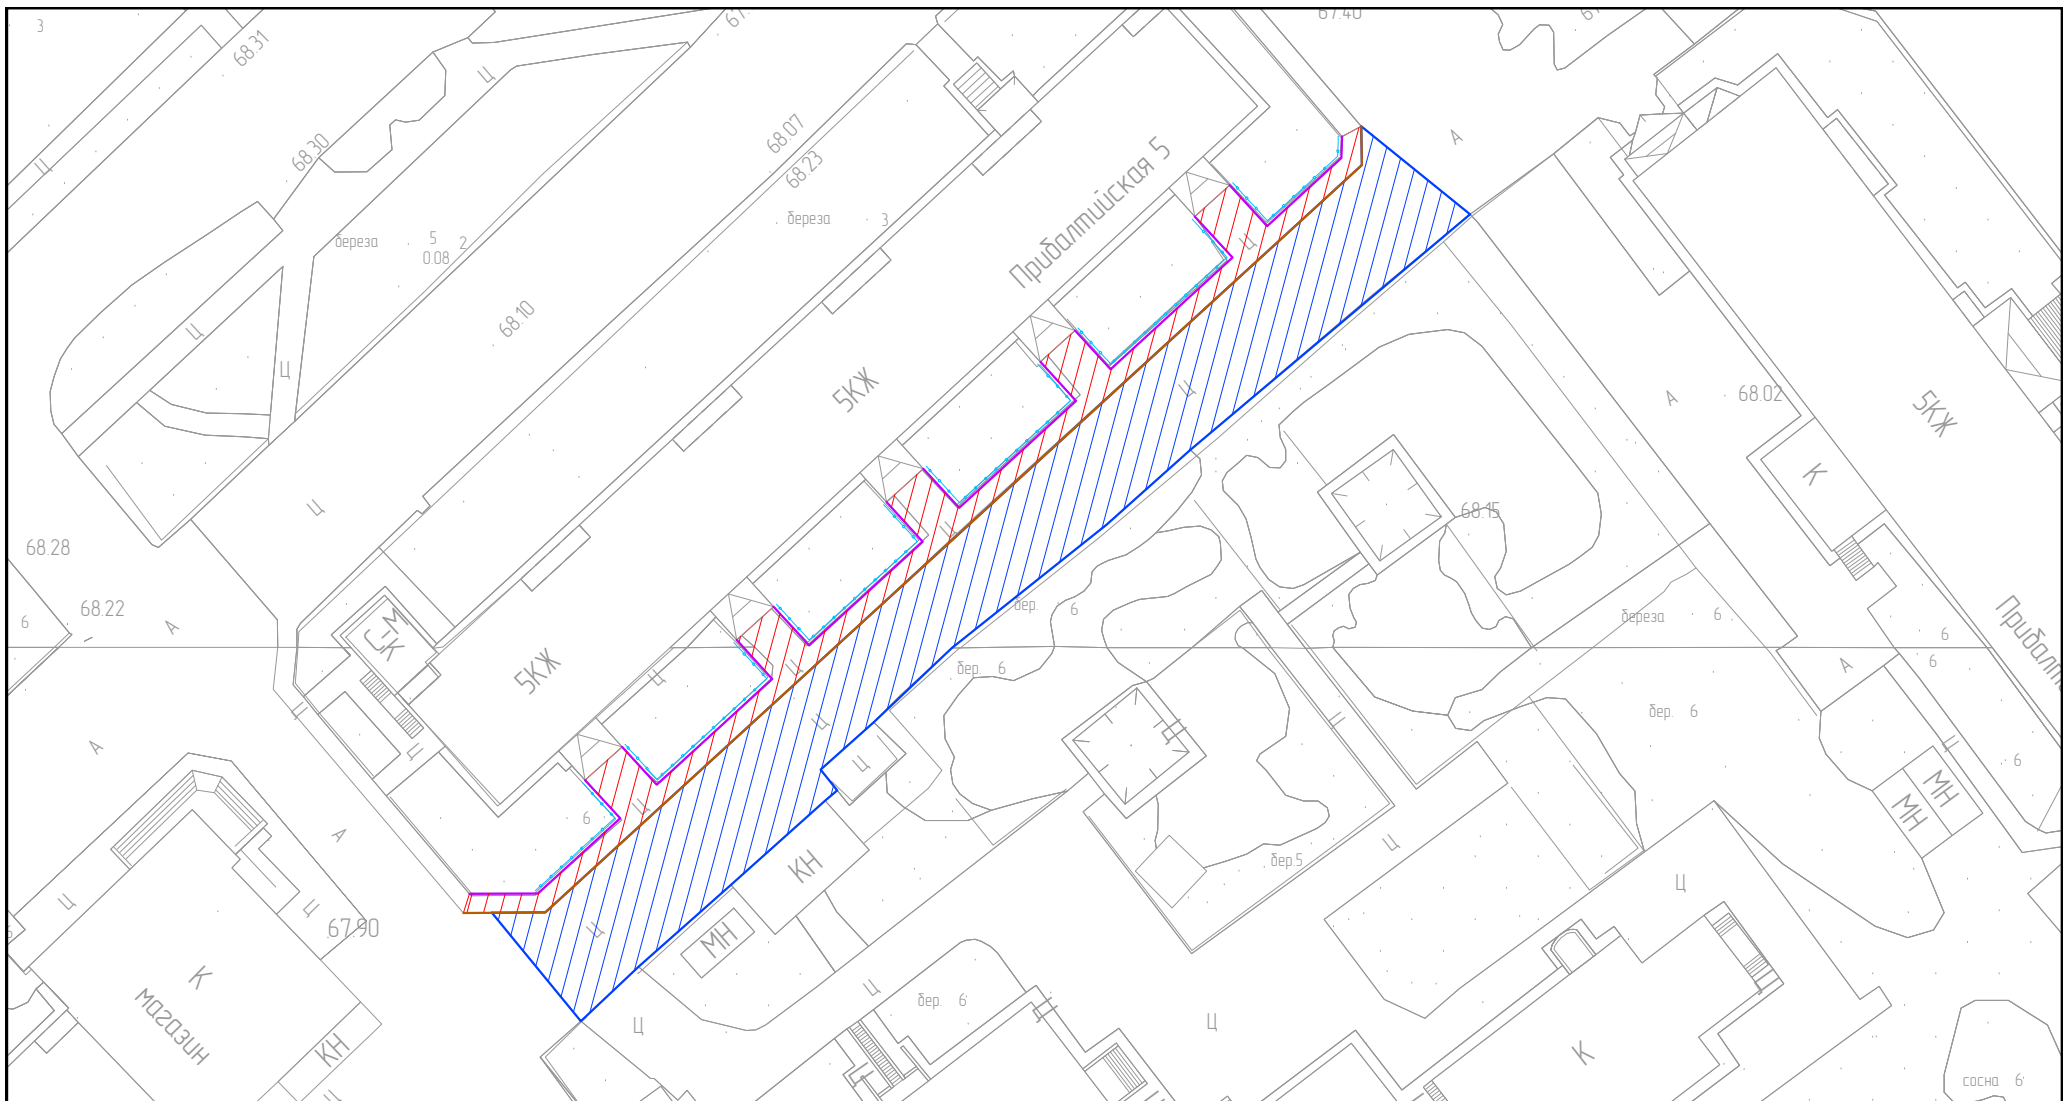 3
68.31
Ц
67.40
А
Ц
68.30
68.07
68.23
береза 3
береза 5 2
0.08
Прибалтийская 5
Ц
Ц
68.10
Ц
Ц
Ц
5КЖ
А
68.02
5КЖ
К
68.15
Ц
68.28
68.22
6
А
С-М
К
5КЖ
Ц
Ц
бер. 6
бер. 6
береза 6
6
6
А
Прибалт
бер. 6
Ц
А
Ц
6
Ц
МН
МН
6
А
КН
бер.5
Ц
Ц
Ц
67.90
Ц
Ц
МН
К
магазин
КН
Ц
бер. 6
Ц
Ц
К
сосна 6